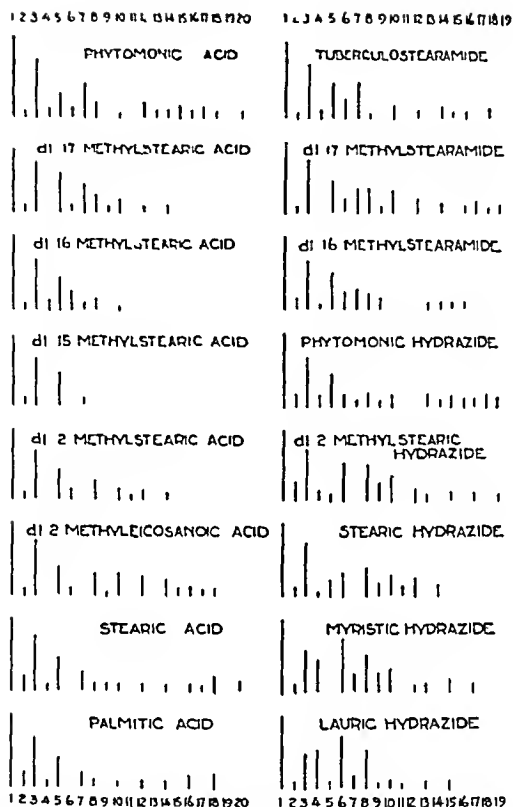 1 2 3 4 5 6 7 8 9 10 11 12 13 14 15 16 17 18 19 20
PHYTOMONIC ACID
dl 17 METHYLSTEARIC ACID
dl 16 METHYLSTEARIC ACID
dl 15 METHYLSTEARIC ACID
dl 2 METHYLSTEARIC ACID
dl 2 METHYLEICOSANOIC ACID
STEARIC ACID
PALMITIC ACID
1 2 3 4 5 6 7 8 9 10 11 12 13 14 15 16 17 18 19 20
1 2 3 4 5 6 7 8 9 10 11 12 13 14 15 16 17 18 19
TUBERCULOSTEARAMIDE
dl 17 METHYLSTEARAMIDE
dl 16 METHYLSTEARAMIDE
PHYTOMONIC HYDRAZIDE
dl 2 METHYLSTEARIC
HYDRAZIDE
STEARIC HYDRAZIDE
MYRISTIC HYDRAZIDE
LAURIC HYDRAZIDE
1 2 3 4 5 6 7 8 9 10 11 12 13 14 15 16 17 18 19